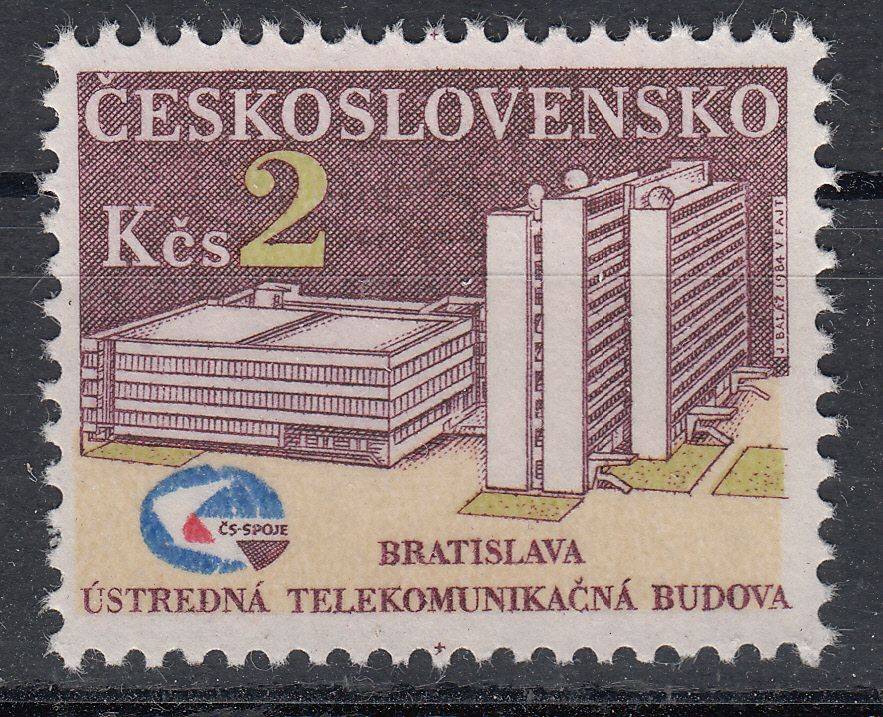 ČESKOSLOVENSKO
Kčs 2
J. BALÁŽ 1984 V. FAJT
ČS-SPOJE
BRATISLAVA
ÚSTREDNÁ TELEKOMUNIKAČNÁ BUDOVA